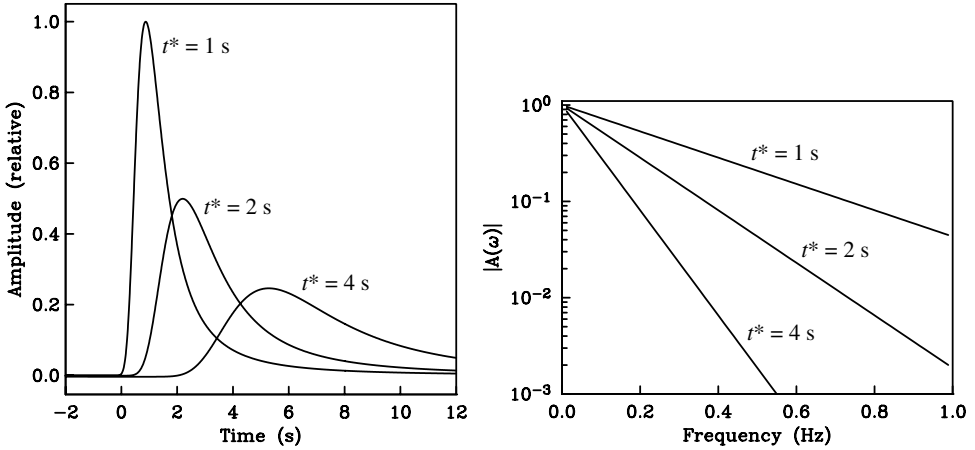 Amplitude (relative)
1.0
0.8
0.6
0.4
0.2
0.0
t* = 1 s
t* = 2 s
t* = 4 s
−2 0 2 4 6 8 10 12
Time (s)
|A(ω)|
10⁰
10⁻¹
10⁻²
10⁻³
t* = 1 s
t* = 2 s
t* = 4 s
0.0 0.2 0.4 0.6 0.8 1.0
Frequency (Hz)